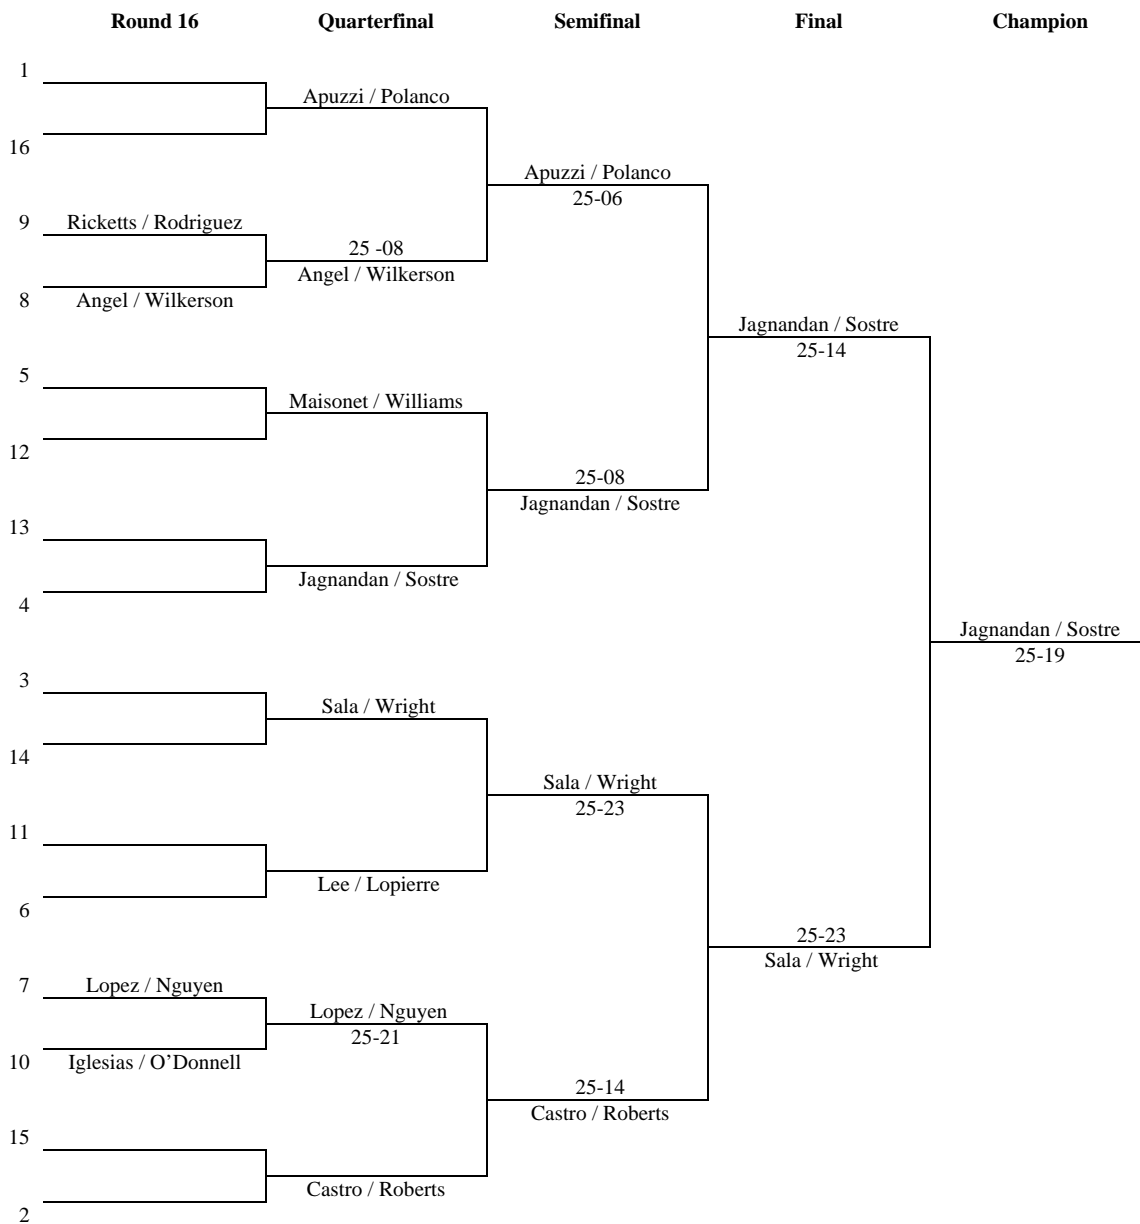 Round 16 Quarterfinal Semifinal Final Champion
1
Apuzzi / Polanco
16
Apuzzi / Polanco
25-06
9 Ricketts / Rodriguez
25 -08
Angel / Wilkerson
8 Angel / Wilkerson
Jagnandan / Sostre
25-14
5
Maisonet / Williams
12
25-08
Jagnandan / Sostre
13
Jagnandan / Sostre
4
Jagnandan / Sostre
25-19
3
Sala / Wright
14
Sala / Wright
25-23
11
Lee / Lopierre
6
25-23
Sala / Wright
7 Lopez / Nguyen
Lopez / Nguyen
25-21
10 Iglesias / O’Donnell
25-14
Castro / Roberts
15
Castro / Roberts
2